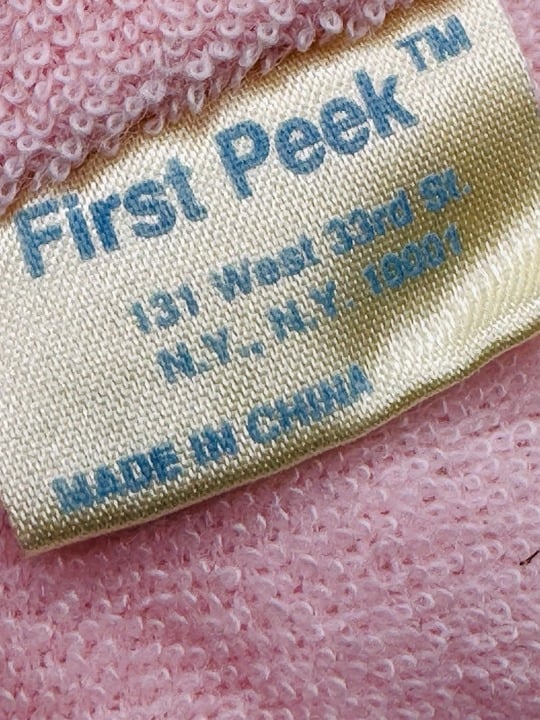 First Peek™
131 West 33rd St.
N.Y., N.Y. 10001
MADE IN CHINA